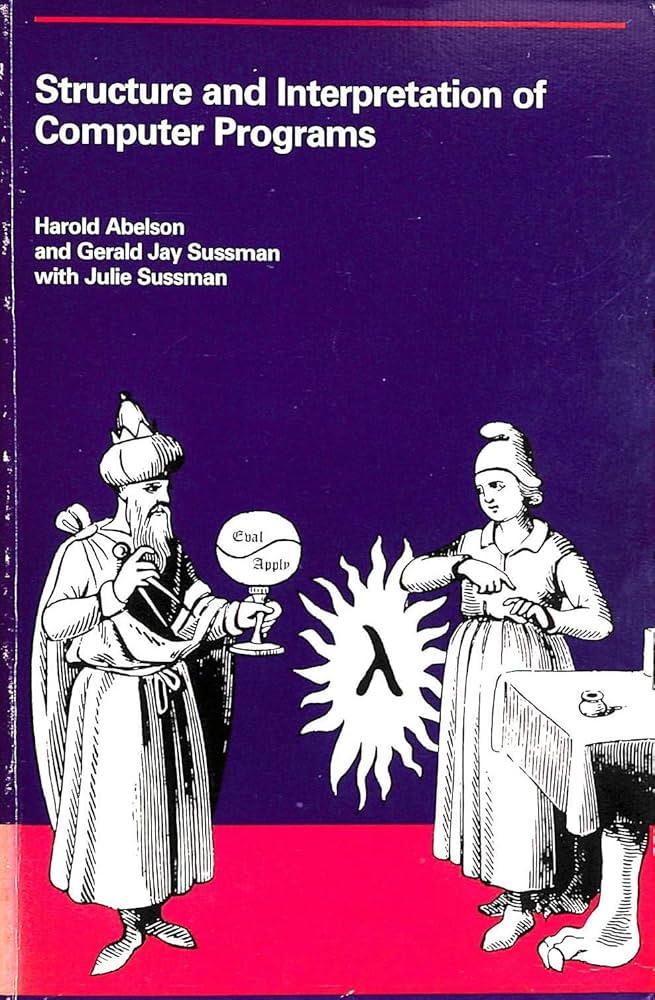 Structure and Interpretation of
Computer Programs
Harold Abelson
and Gerald Jay Sussman
with Julie Sussman
Eval
Apply
λ